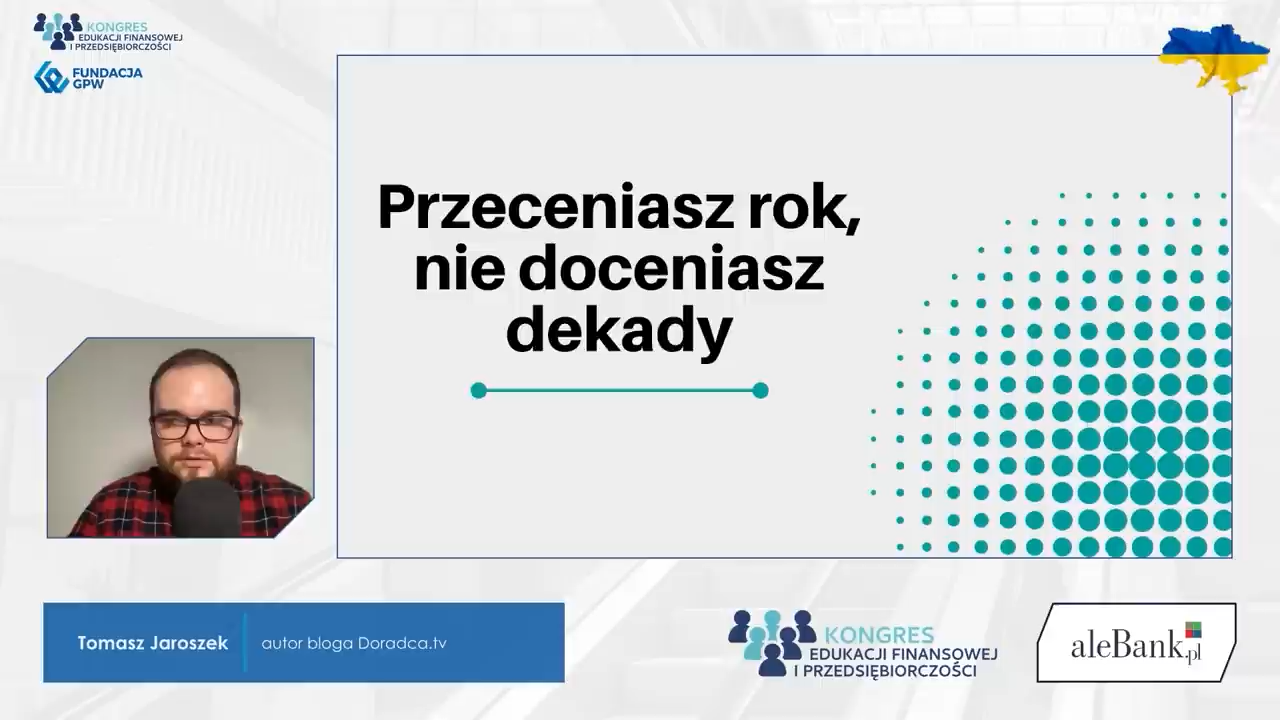 KONGRES
EDUKACJI FINANSOWEJ
I PRZEDSIĘBIORCZOŚCI
FUNDACJA
GPW
Przeceniasz rok,
nie doceniasz
dekady
Tomasz Jaroszek
autor bloga Doradca.tv
KONGRES
EDUKACJI FINANSOWEJ
I PRZEDSIĘBIORCZOŚCI
aleBank.pl